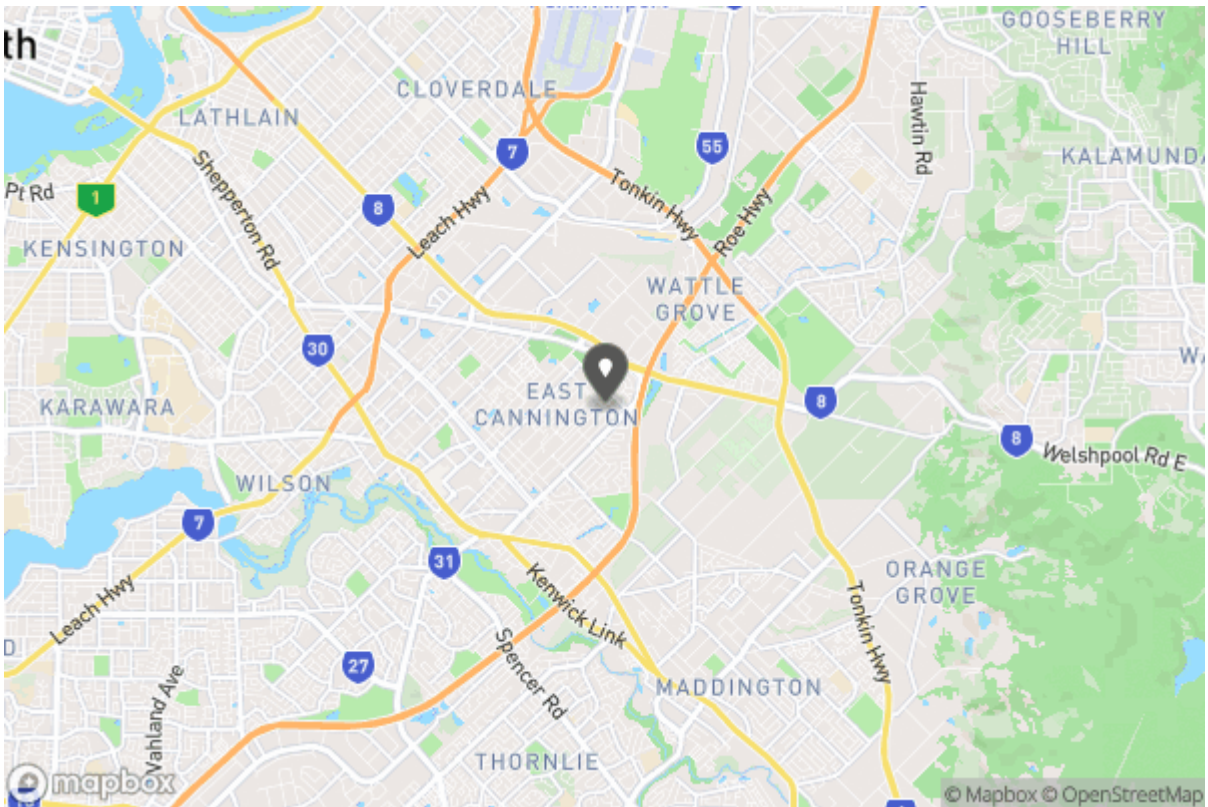 GOOSEBERRY
HILL
th
CLOVERDALE
LATHLAIN
Hawtin Rd
7
55
KALAMUNDA
Pt Rd
1
Shepperton Rd
8
Leach Hwy
Tonkin Hwy
Roe Hwy
KENSINGTON
WATTLE
GROVE
30
EAST
CANNINGTON
KARAWARA
8
8
Welshpool Rd E
WILSON
7
31
ORANGE
GROVE
Leach Hwy
Kenwick Link
Tonkin Hwy
27
Spencer Rd
MADDINGTON
Vahland Ave
THORNLIE
mapbox
© Mapbox © OpenStreetMap